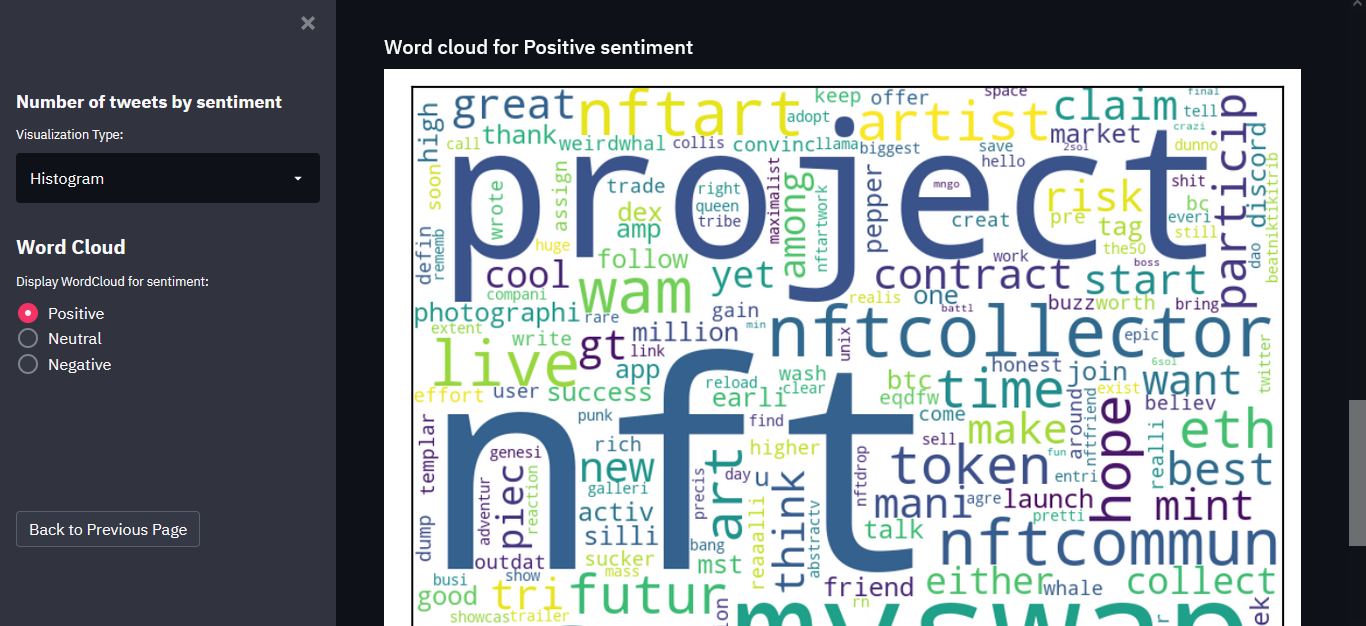 ×
Number of tweets by sentiment
Visualization Type:
Histogram
Word Cloud
Display WordCloud for sentiment:
Positive
Neutral
Negative
Back to Previous Page
Word cloud for Positive sentiment
great
nftart
keep
offer
space
final
claim
tell
high
call
thank
weirdwhal
collis
convinc
adopt
llama
artist
biggest
save
hello
market
2sol
crazi
dunno
particip
discord
beatniktikitrib
project
soon
wrote
assign
trade
right
queen
tribe
maximalist
among
nftartwork
pepper
mngo
creat
risk
pre
tag
shit
bc
everi
still
dex
amp
huge
defin
rememb
follow
cool
compani
wam
yet
contract
work
the50
boss
start
dao
realis
one
battl
buzz
worth
bring
photographi
rare
gain
million
min
extent
write
link
live
gt
app
nftcollector
unix
epic
twitter
effort
user
success
reload
earli
wash
clear
btc
eqdfw
time
honest
join
6sol
exist
want
believ
templar
punk
find
higher
come
sell
make
fun
around
nftfriend
hope
realli
eth
nft
genesi
rich
new
galleri
adventur
piec
reaction
precis
art
day
u
think
nftdrop
token
entri
best
activ
silli
reaaalli
abstractv
mani
agre
launch
pretti
mint
talk
dump
outdat
sucker
mass
bang
mst
nftcommun
busi
show
good
tri
futur
friend
rn
either
whale
collect
showcas
trailer
myswap